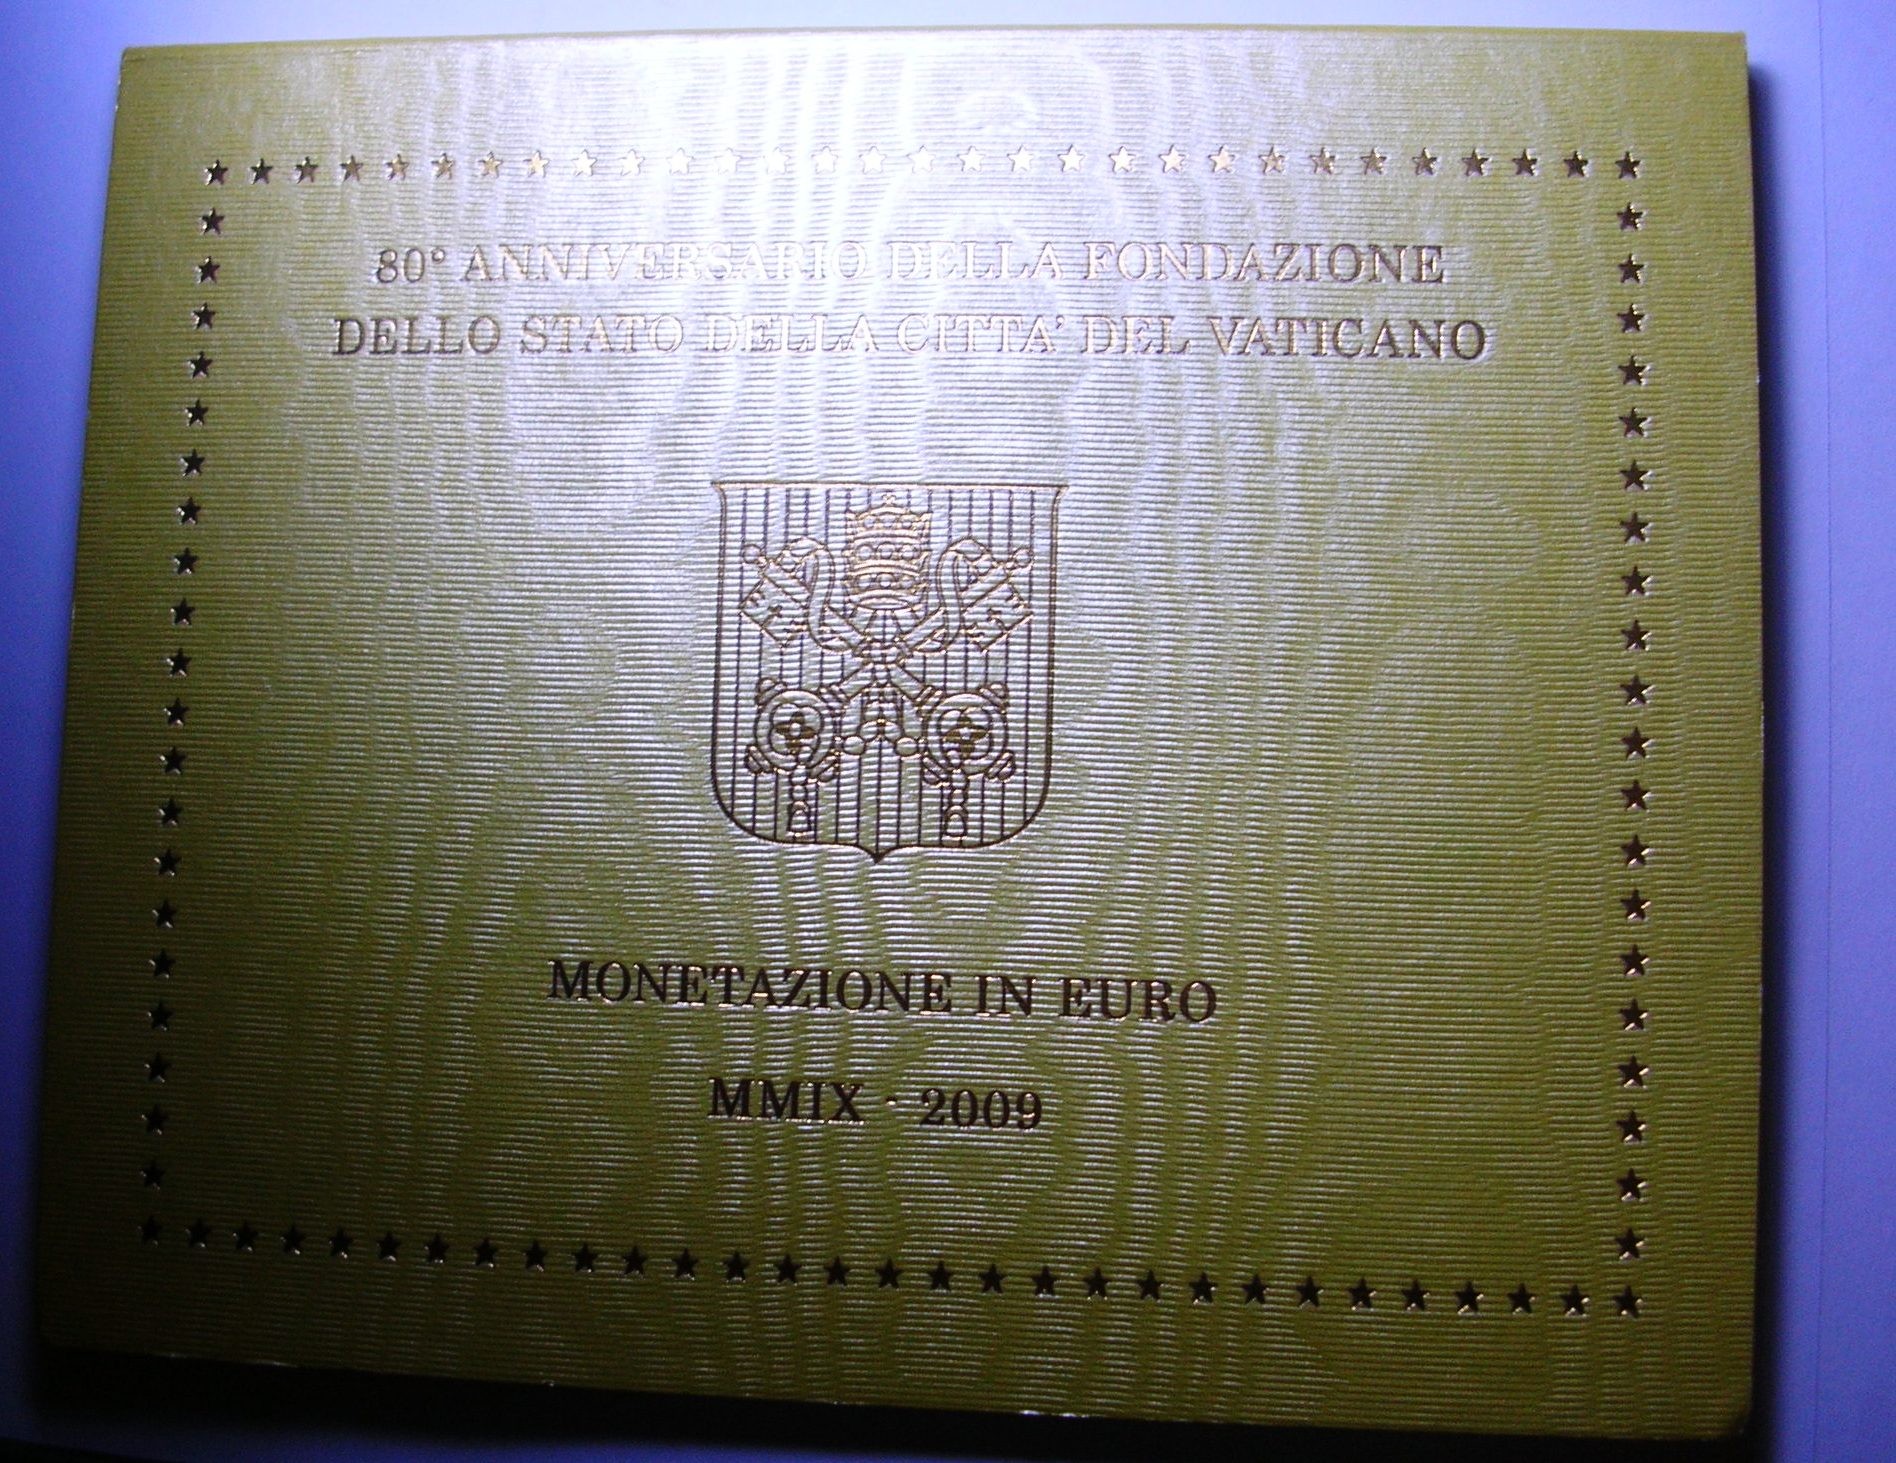 80° ANNIVERSARIO DELLA FONDAZIONE
DELLO STATO DELLA CITTA' DEL VATICANO
MONETAZIONE IN EURO
MMIX - 2009